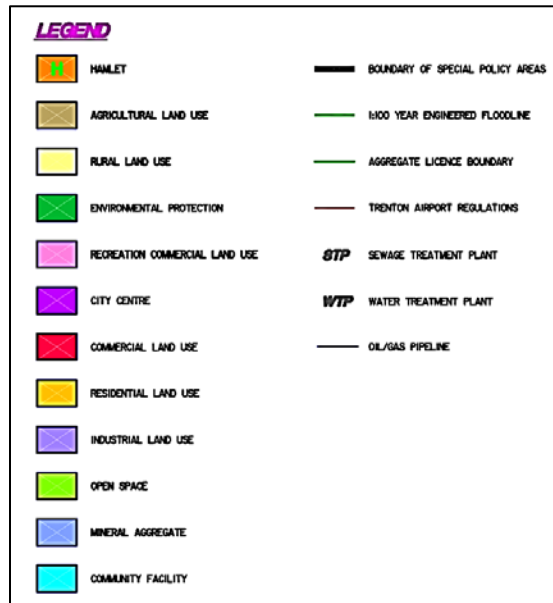 LEGEND
H HAMLET
AGRICULTURAL LAND USE
RURAL LAND USE
ENVIRONMENTAL PROTECTION
RECREATION COMMERCIAL LAND USE
CITY CENTRE
COMMERCIAL LAND USE
RESIDENTIAL LAND USE
INDUSTRIAL LAND USE
OPEN SPACE
MINERAL AGGREGATE
COMMUNITY FACILITY
BOUNDARY OF SPECIAL POLICY AREAS
1:100 YEAR ENGINEERED FLOODLINE
AGGREGATE LICENCE BOUNDARY
TRENTON AIRPORT REGULATIONS
STP SEWAGE TREATMENT PLANT
WTP WATER TREATMENT PLANT
OIL/GAS PIPELINE